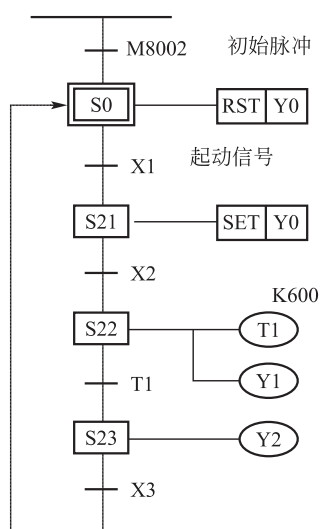 M8002 初始脉冲
S0 RST Y0
X1 起动信号
S21 SET Y0
X2
K600
S22 T1
Y1
T1
S23 Y2
X3